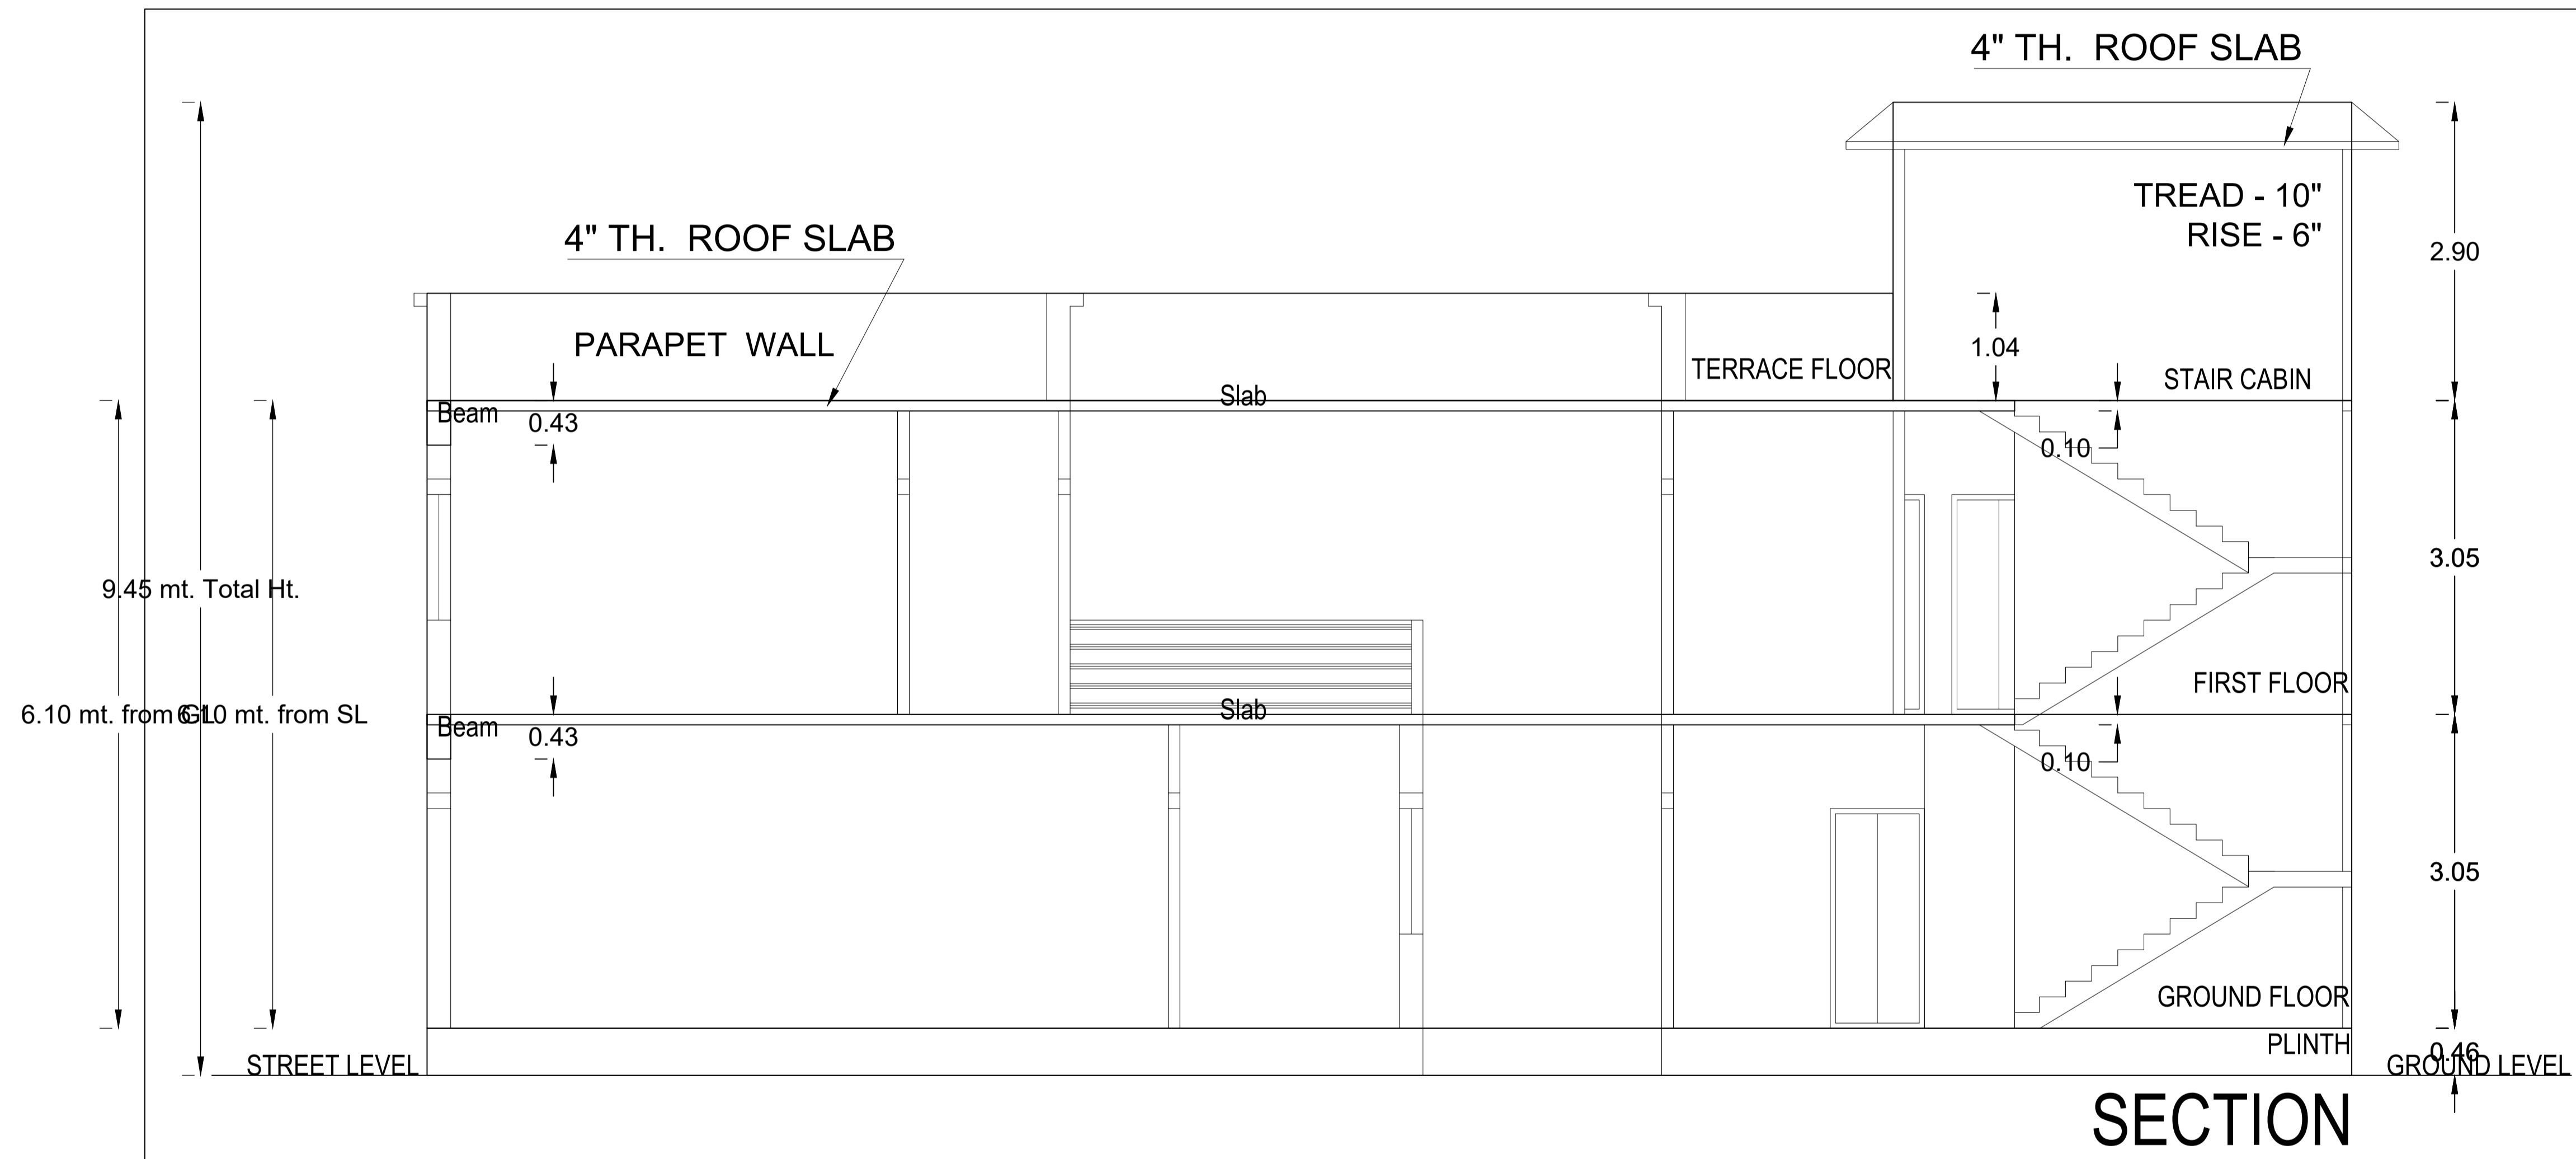 4" TH.  ROOF SLAB
TREAD - 10"
RISE - 6"
4" TH.  ROOF SLAB
2.90
PARAPET  WALL
1.04
TERRACE FLOOR
STAIR CABIN
Slab
Beam
0.43
0.10
3.05
9.45 mt. Total Ht.
FIRST FLOOR
6.10 mt. from GL
6.10 mt. from SL
Slab
Beam
0.43
0.10
3.05
GROUND FLOOR
PLINTH
0.46
STREET LEVEL
GROUND LEVEL
SECTION